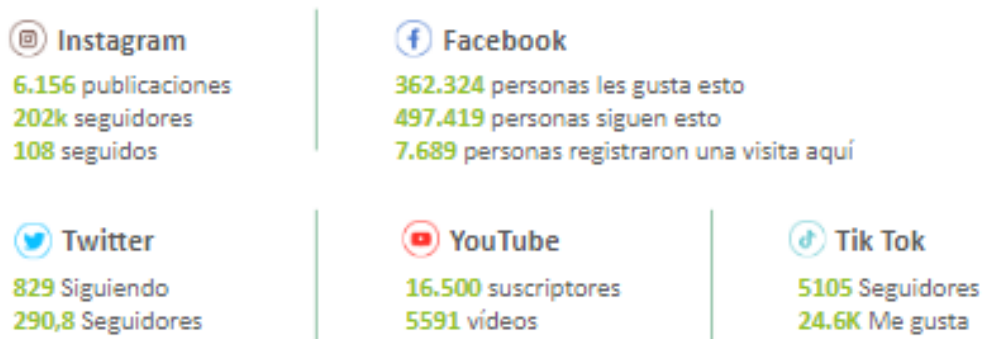 Instagram
6.156 publicaciones
202k seguidores
108 seguidos
Facebook
362.324 personas les gusta esto
497.419 personas siguen esto
7.689 personas registraron una visita aquí
Twitter
829 Siguiendo
290,8 Seguidores
YouTube
16.500 suscriptores
5591 vídeos
Tik Tok
5105 Seguidores
24.6K Me gusta